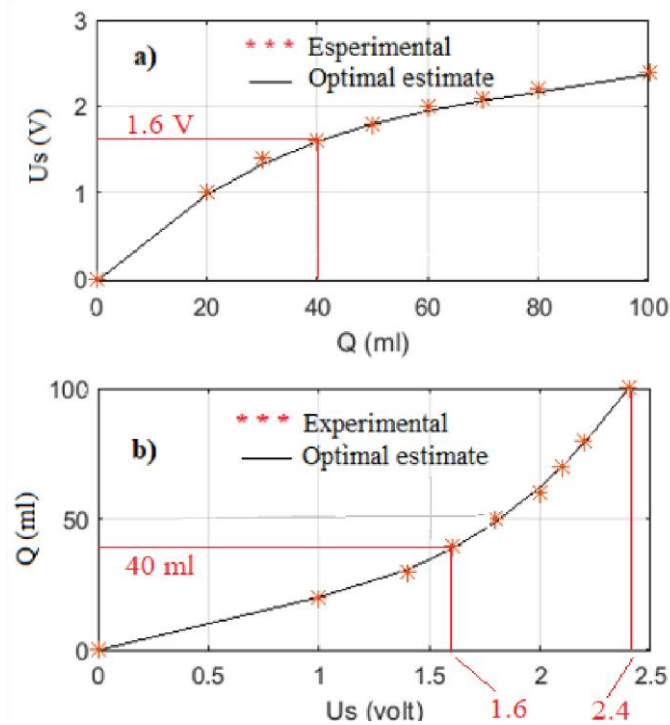 3
a)
* * * Esperimental
Optimal estimate
2
1.6 V
Us (V)
1
0
0 20 40 60 80 100
Q (ml)
100
* * * Experimental
b)
Optimal estimate
Q (ml)
50
40 ml
0
0 0.5 1 1.5 2 2.5
Us (volt)
1.6
2.4